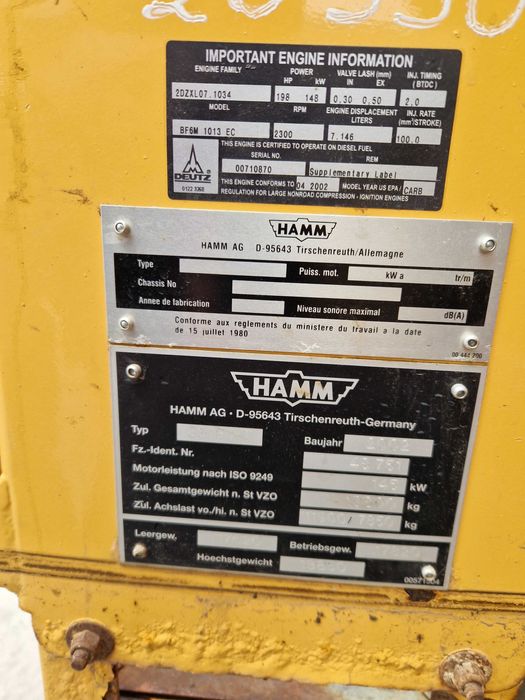 IMPORTANT ENGINE INFORMATION
ENGINE FAMILY POWER VALVE LASH (mm) INJ. TIMING
HP kW IN EX (BTDC)
2DZXL07.1034 198 148 0.30 0.50 2.0
MODEL RPM ENGINE DISPLACEMENT INJ. RATE
LITERS (mm³/STROKE)
BF6M 1013 EC 2300 7.146 100.0
THIS ENGINE IS CERTIFIED TO OPERATE ON DIESEL FUEL
SERIAL NO. REM
00710870 Supplementary Label
DEUTZ THIS ENGINE CONFORMS TO 04 2002 MODEL YEAR US EPA / CARB
0122 3368 REGULATION FOR LARGE NONROAD COMPRESSION - IGNITION ENGINES
HAMM
HAMM AG D-95643 Tirschenreuth/Allemagne
Type Puiss. mot. kW a tr/m
Chassis No
Annee de fabrication Niveau sonore maximal dB(A)
Conforme aux reglements du ministere du travail a la date
de 15 juillet 1980
00 444 290
HAMM
HAMM AG • D-95643 Tirschenreuth-Germany
Typ Baujahr
Fz.-Ident. Nr.
Motorleistung nach ISO 9249 148 kW
Zul. Gesamtgewicht n. St VZO kg
Zul. Achslast vo./hi. n. St VZO kg
Leergew. Betriebsgew.
Hoechstgewicht
00571504